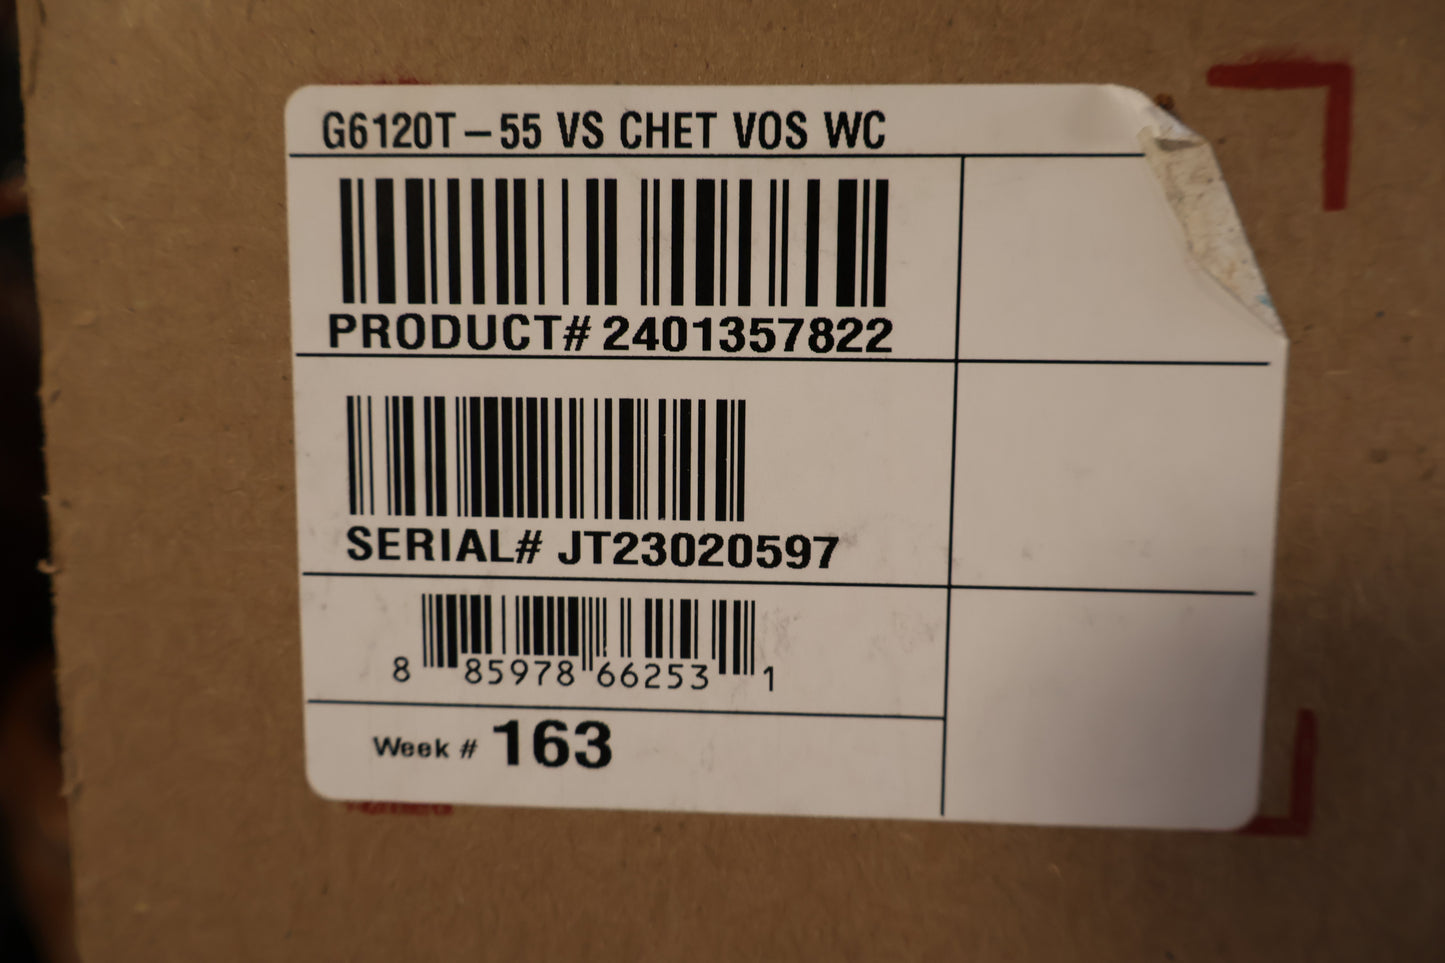 G6120T-55 VS CHET VOS WC
PRODUCT# 2401357822
SERIAL# JT23020597
8 85978 66253 1
Week # 163